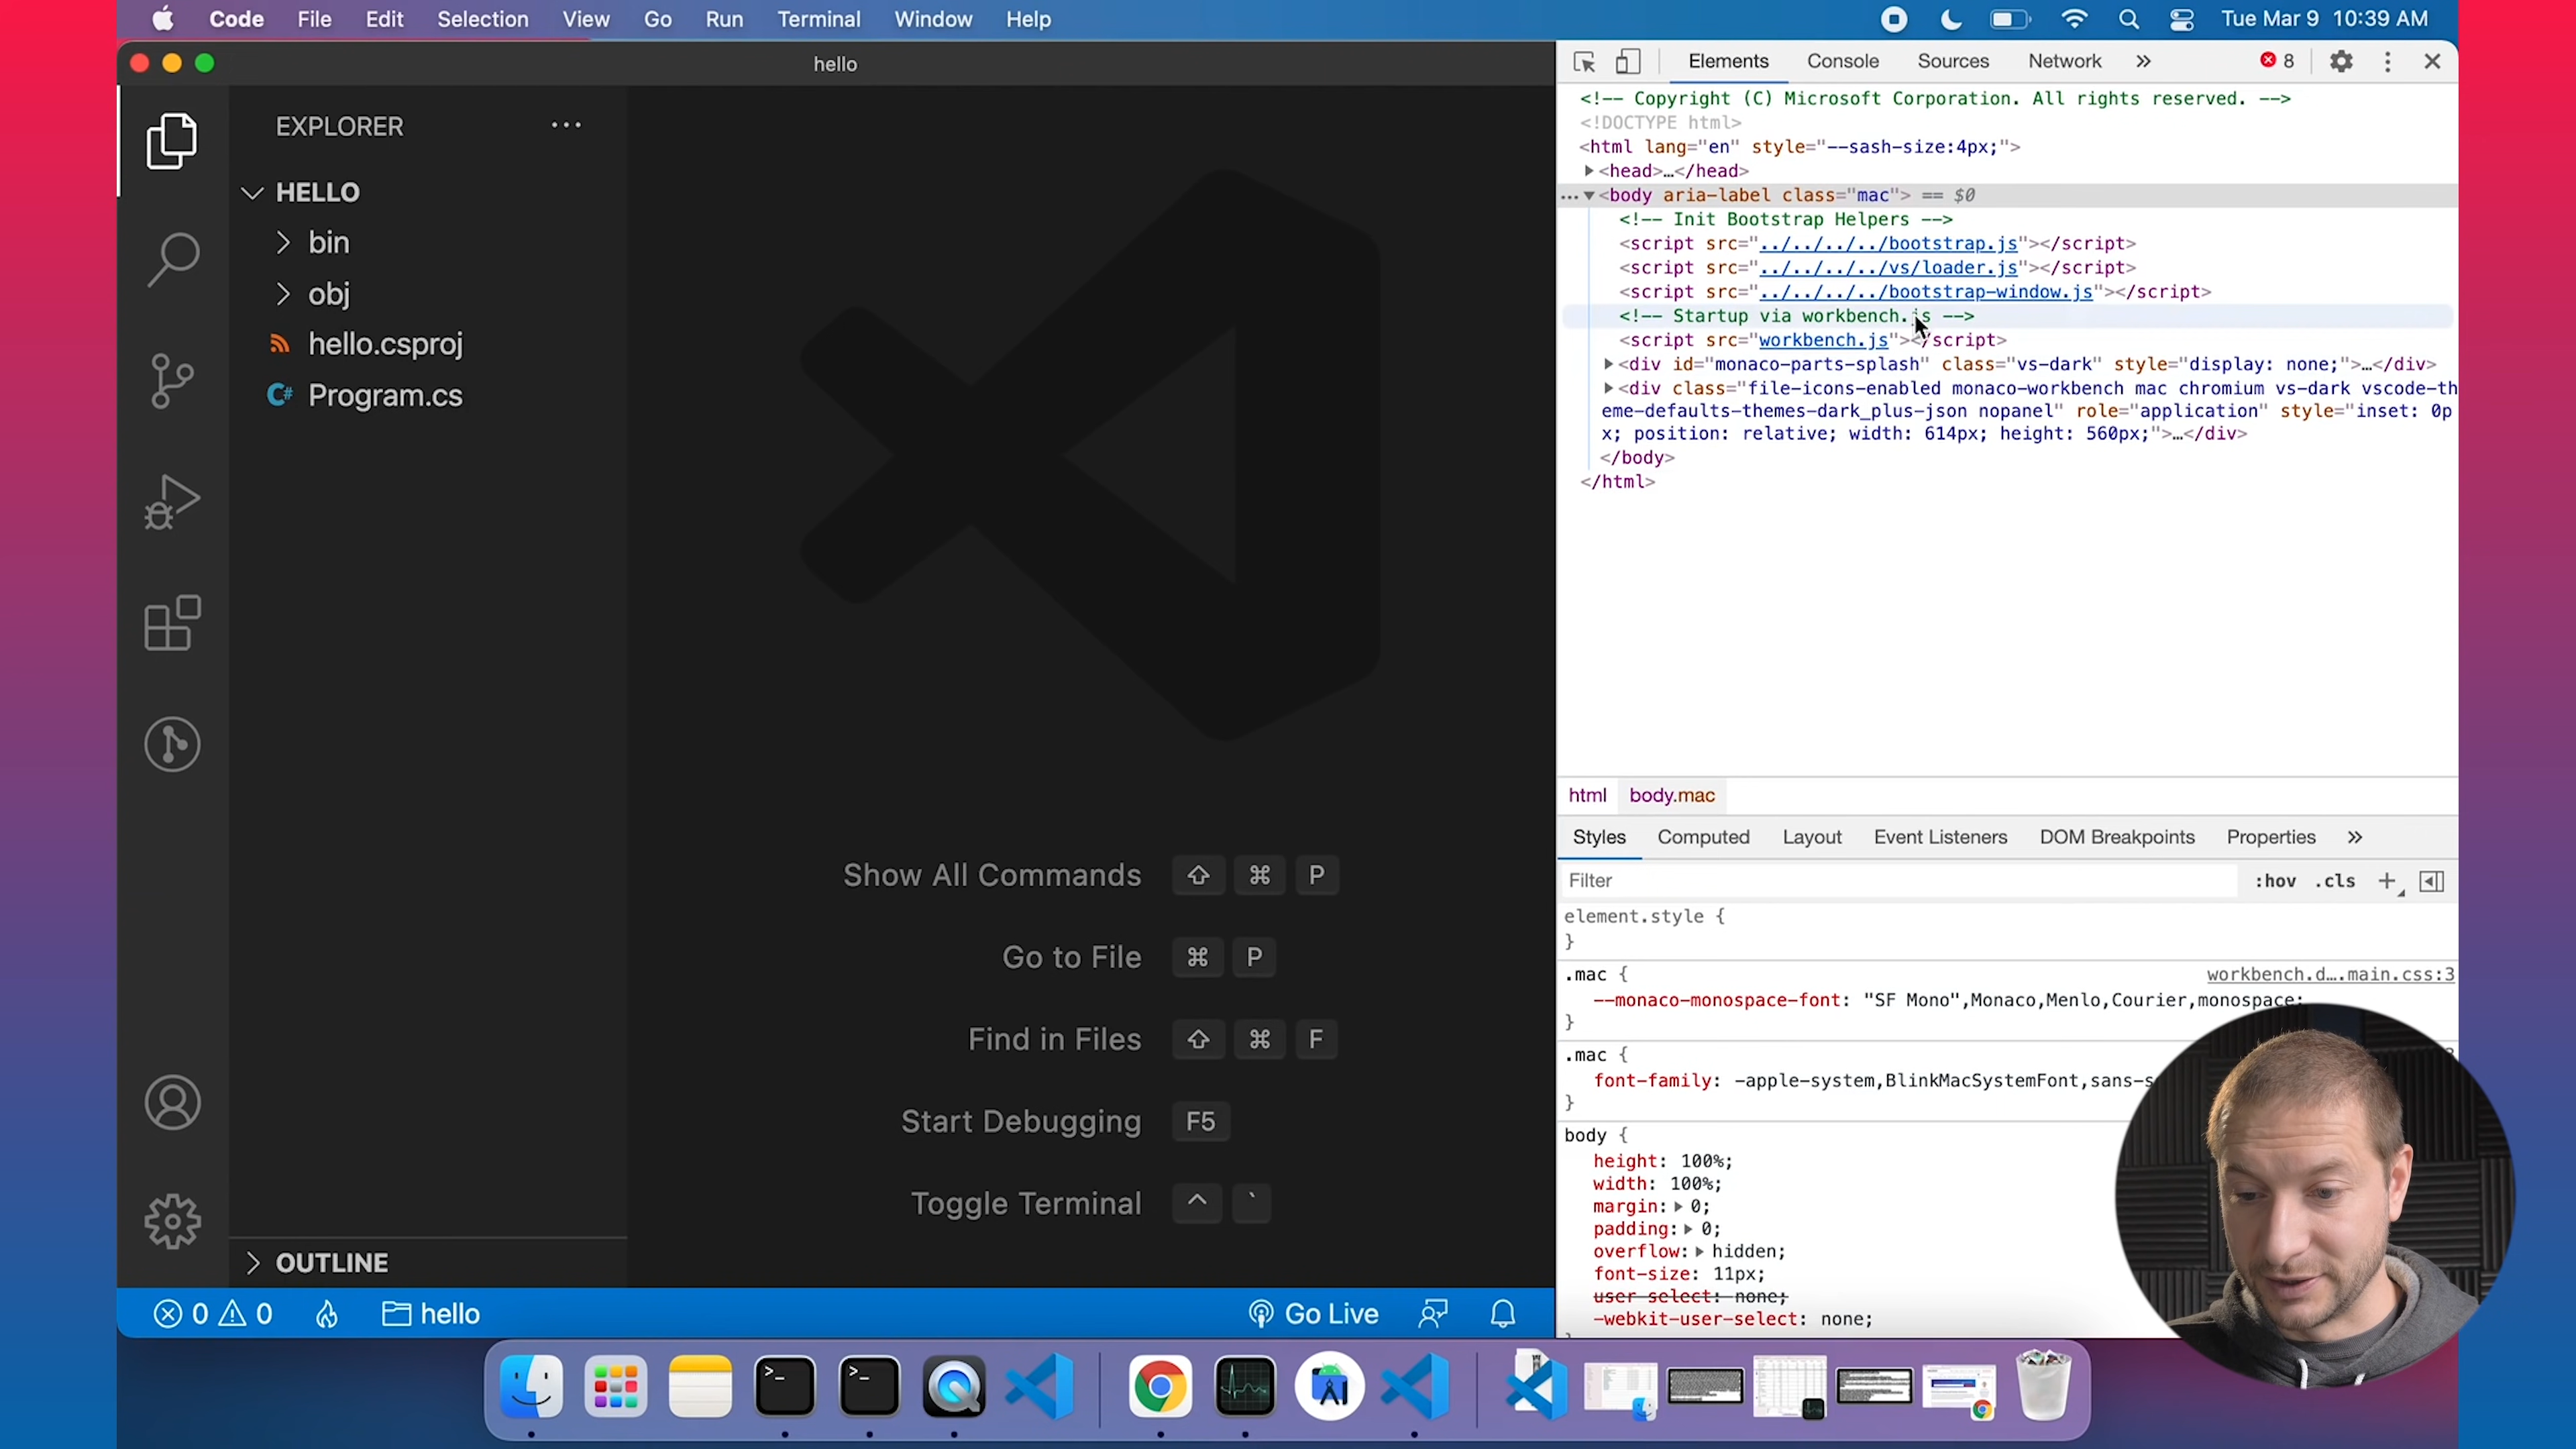 Code File Edit Selection View Go Run Terminal Window Help
Tue Mar 9 10:39 AM
hello
EXPLORER
HELLO
bin
obj
hello.csproj
C# Program.cs
Show All Commands ⇧ ⌘ P
Go to File ⌘ P
Find in Files ⇧ ⌘ F
Start Debugging F5
Toggle Terminal ^ `
OUTLINE
0 0 hello Go Live
Elements Console Sources Network » 8
<!-- Copyright (C) Microsoft Corporation. All rights reserved. -->
<!DOCTYPE html>
<html lang="en" style="--sash-size:4px;">
<head>…</head>
… <body aria-label class="mac"> == $0
<!-- Init Bootstrap Helpers -->
<script src="../../../../bootstrap.js"></script>
<script src="../../../../vs/loader.js"></script>
<script src="../../../../bootstrap-window.js"></script>
<!-- Startup via workbench.js -->
<script src="workbench.js"></script>
<div id="monaco-parts-splash" class="vs-dark" style="display: none;">…</div>
<div class="file-icons-enabled monaco-workbench mac chromium vs-dark vscode-th
eme-defaults-themes-dark_plus-json nopanel" role="application" style="inset: 0p
x; position: relative; width: 614px; height: 560px;">…</div>
</body>
</html>
html body.mac
Styles Computed Layout Event Listeners DOM Breakpoints Properties »
Filter :hov .cls +
element.style {
}
.mac { workbench.d….main.css:3
--monaco-monospace-font: "SF Mono",Monaco,Menlo,Courier,monospace;
}
.mac {
font-family: -apple-system,BlinkMacSystemFont,sans-s
}
body {
height: 100%;
width: 100%;
margin: 0;
padding: 0;
overflow: hidden;
font-size: 11px;
user-select: none;
-webkit-user-select: none;